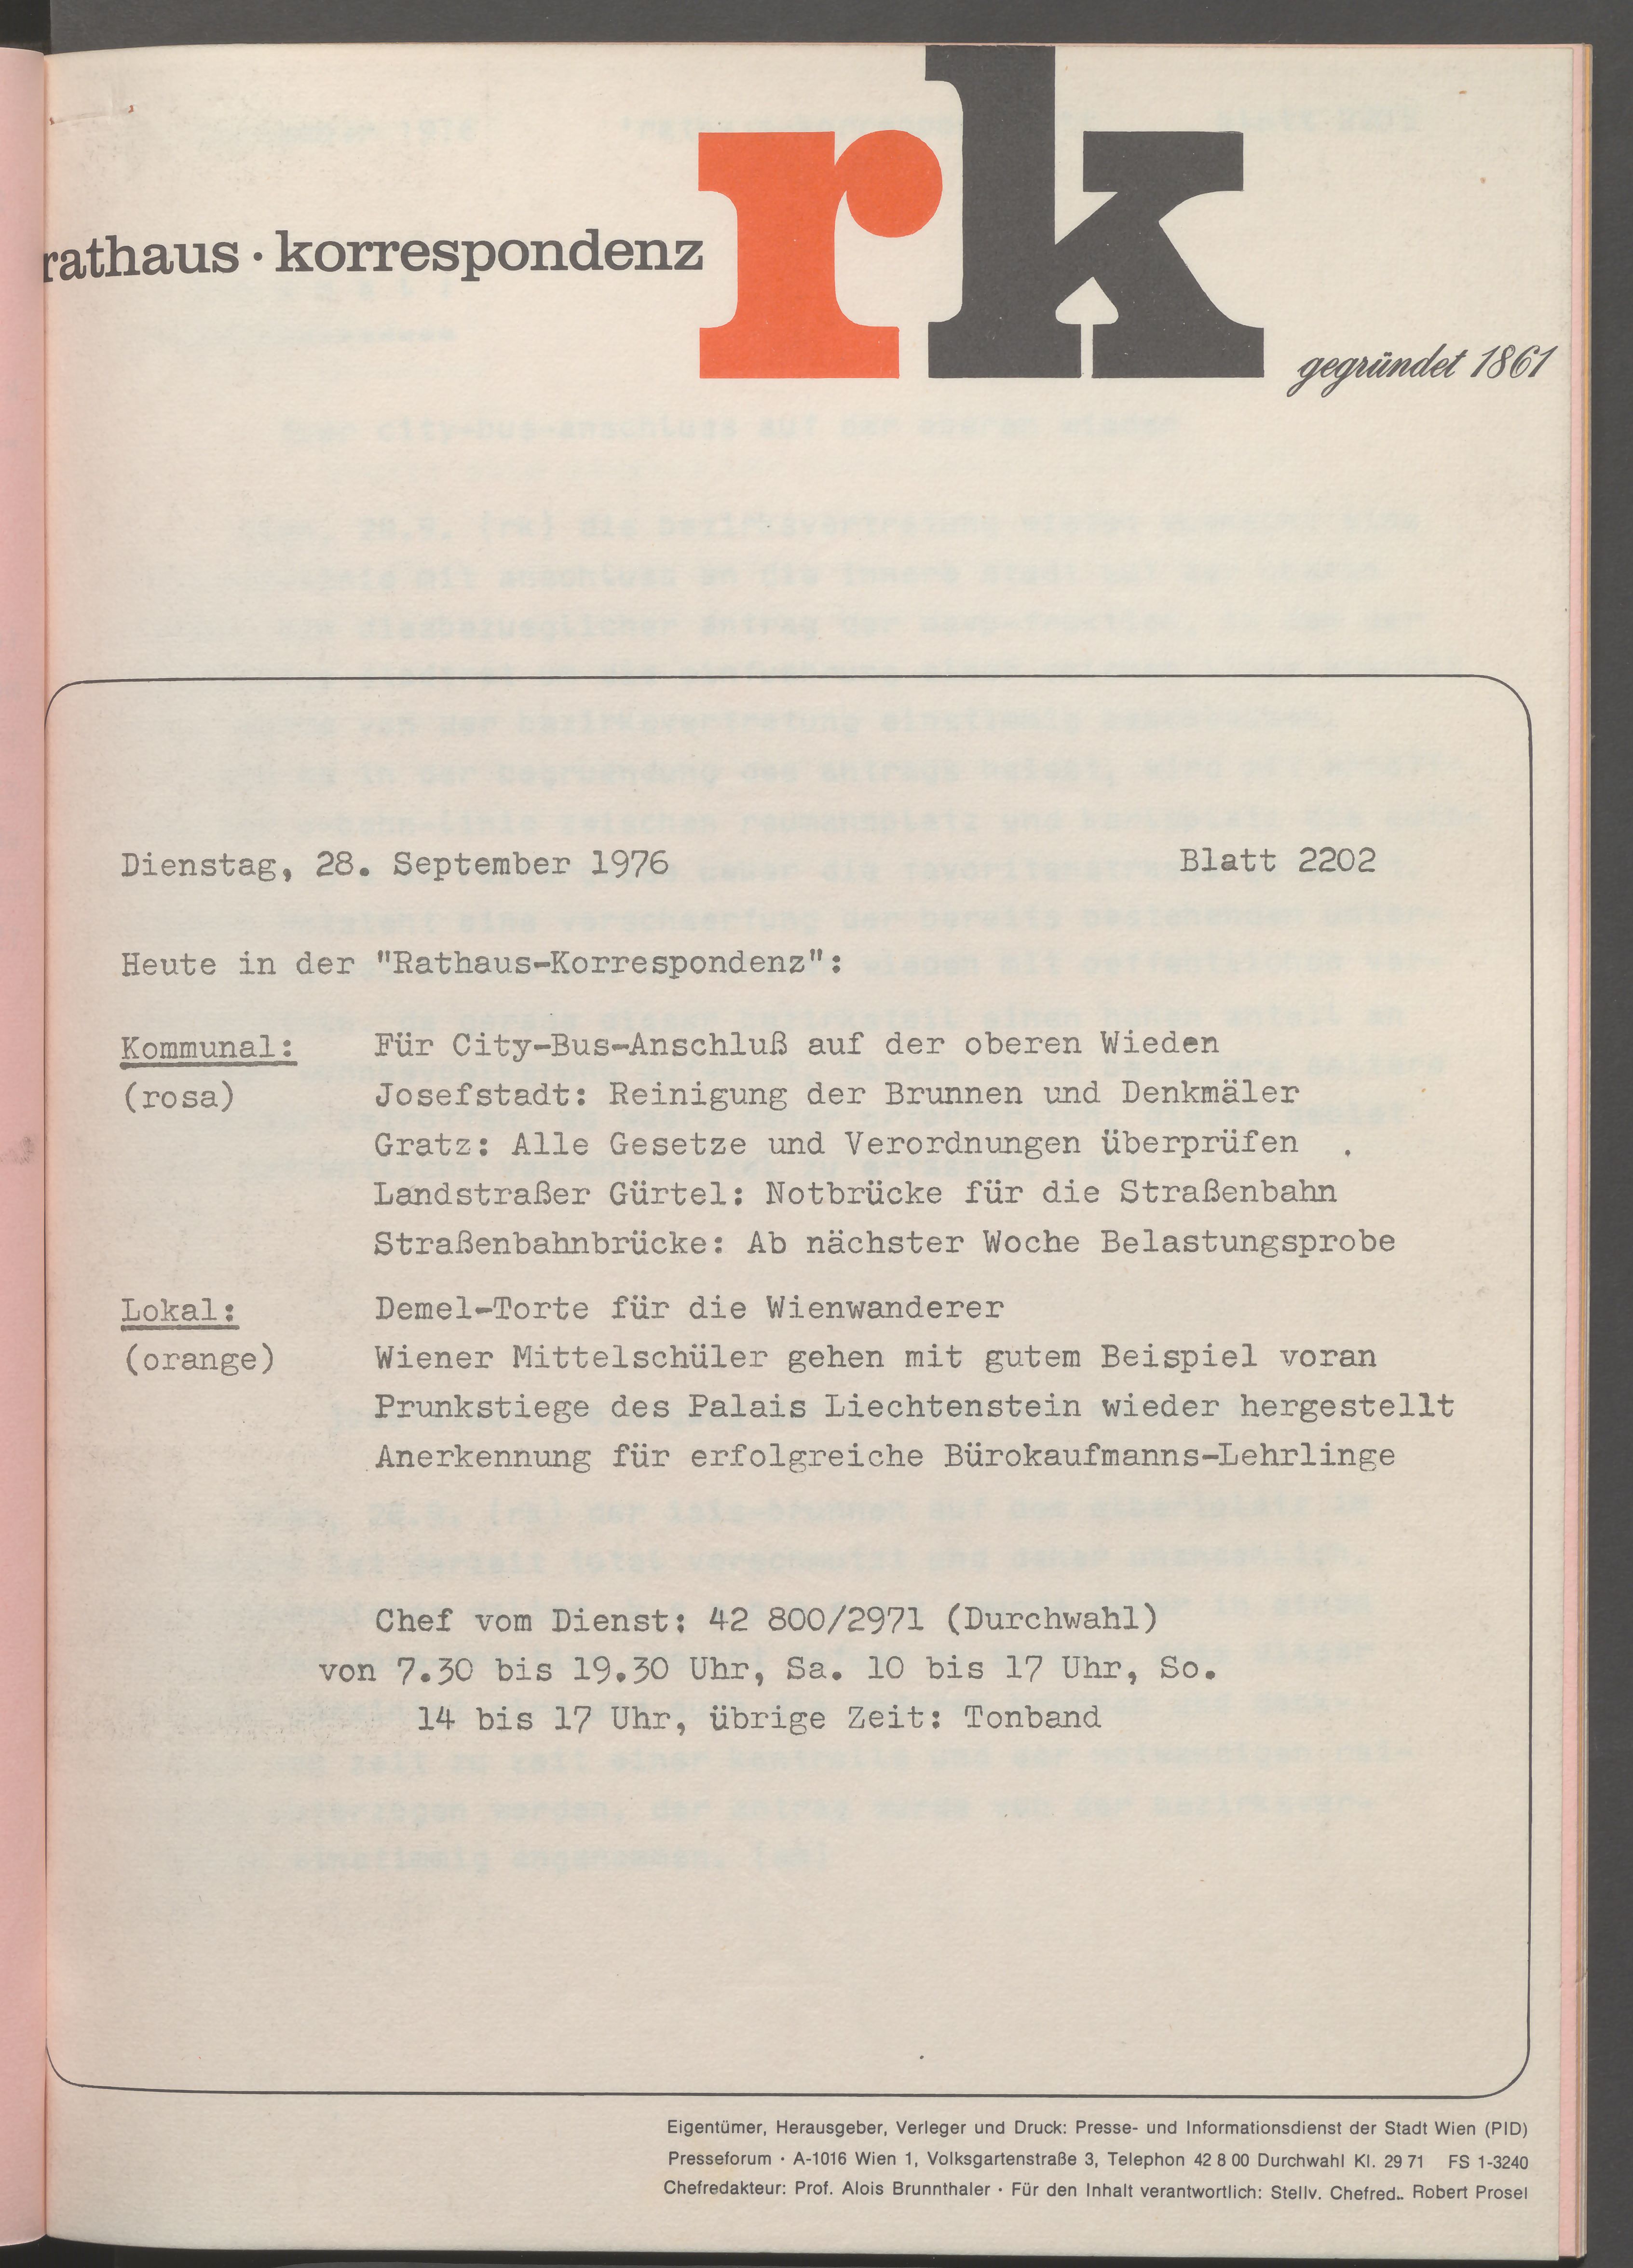 rathaus · korrespondenz rk
gegründet 1861
Dienstag, 28. September 1976 Blatt 2202
Heute in der "Rathaus-Korrespondenz":
Kommunal: Für City-Bus-Anschluß auf der oberen Wieden
(rosa) Josefstadt: Reinigung der Brunnen und Denkmäler
Gratz: Alle Gesetze und Verordnungen überprüfen .
Landstraßer Gürtel: Notbrücke für die Straßenbahn
Straßenbahnbrücke: Ab nächster Woche Belastungsprobe
Lokal: Demel-Torte für die Wienwanderer
(orange) Wiener Mittelschüler gehen mit gutem Beispiel voran
Prunkstiege des Palais Liechtenstein wieder hergestellt
Anerkennung für erfolgreiche Bürokaufmanns-Lehrlinge
Chef vom Dienst: 42 800/2971 (Durchwahl)
von 7.30 bis 19.30 Uhr, Sa. 10 bis 17 Uhr, So.
14 bis 17 Uhr, übrige Zeit: Tonband
Eigentümer, Herausgeber, Verleger und Druck: Presse- und Informationsdienst der Stadt Wien (PID)
Presseforum · A-1016 Wien 1, Volksgartenstraße 3, Telephon 42 8 00 Durchwahl Kl. 29 71 FS 1-3240
Chefredakteur: Prof. Alois Brunnthaler · Für den Inhalt verantwortlich: Stellv. Chefred.. Robert Prosel